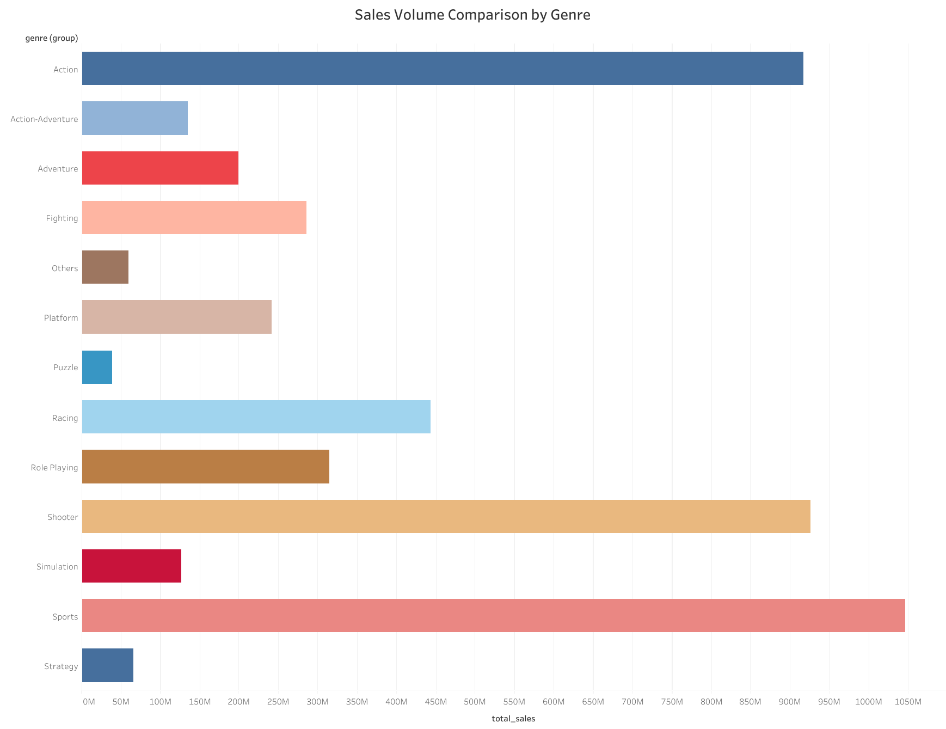 Sales Volume Comparison by Genre
genre (group)
Action
Action-Adventure
Adventure
Fighting
Others
Platform
Puzzle
Racing
Role Playing
Shooter
Simulation
Sports
Strategy
0M 50M 100M 150M 200M 250M 300M 350M 400M 450M 500M 550M 600M 650M 700M 750M 800M 850M 900M 950M 1000M 1050M
total_sales